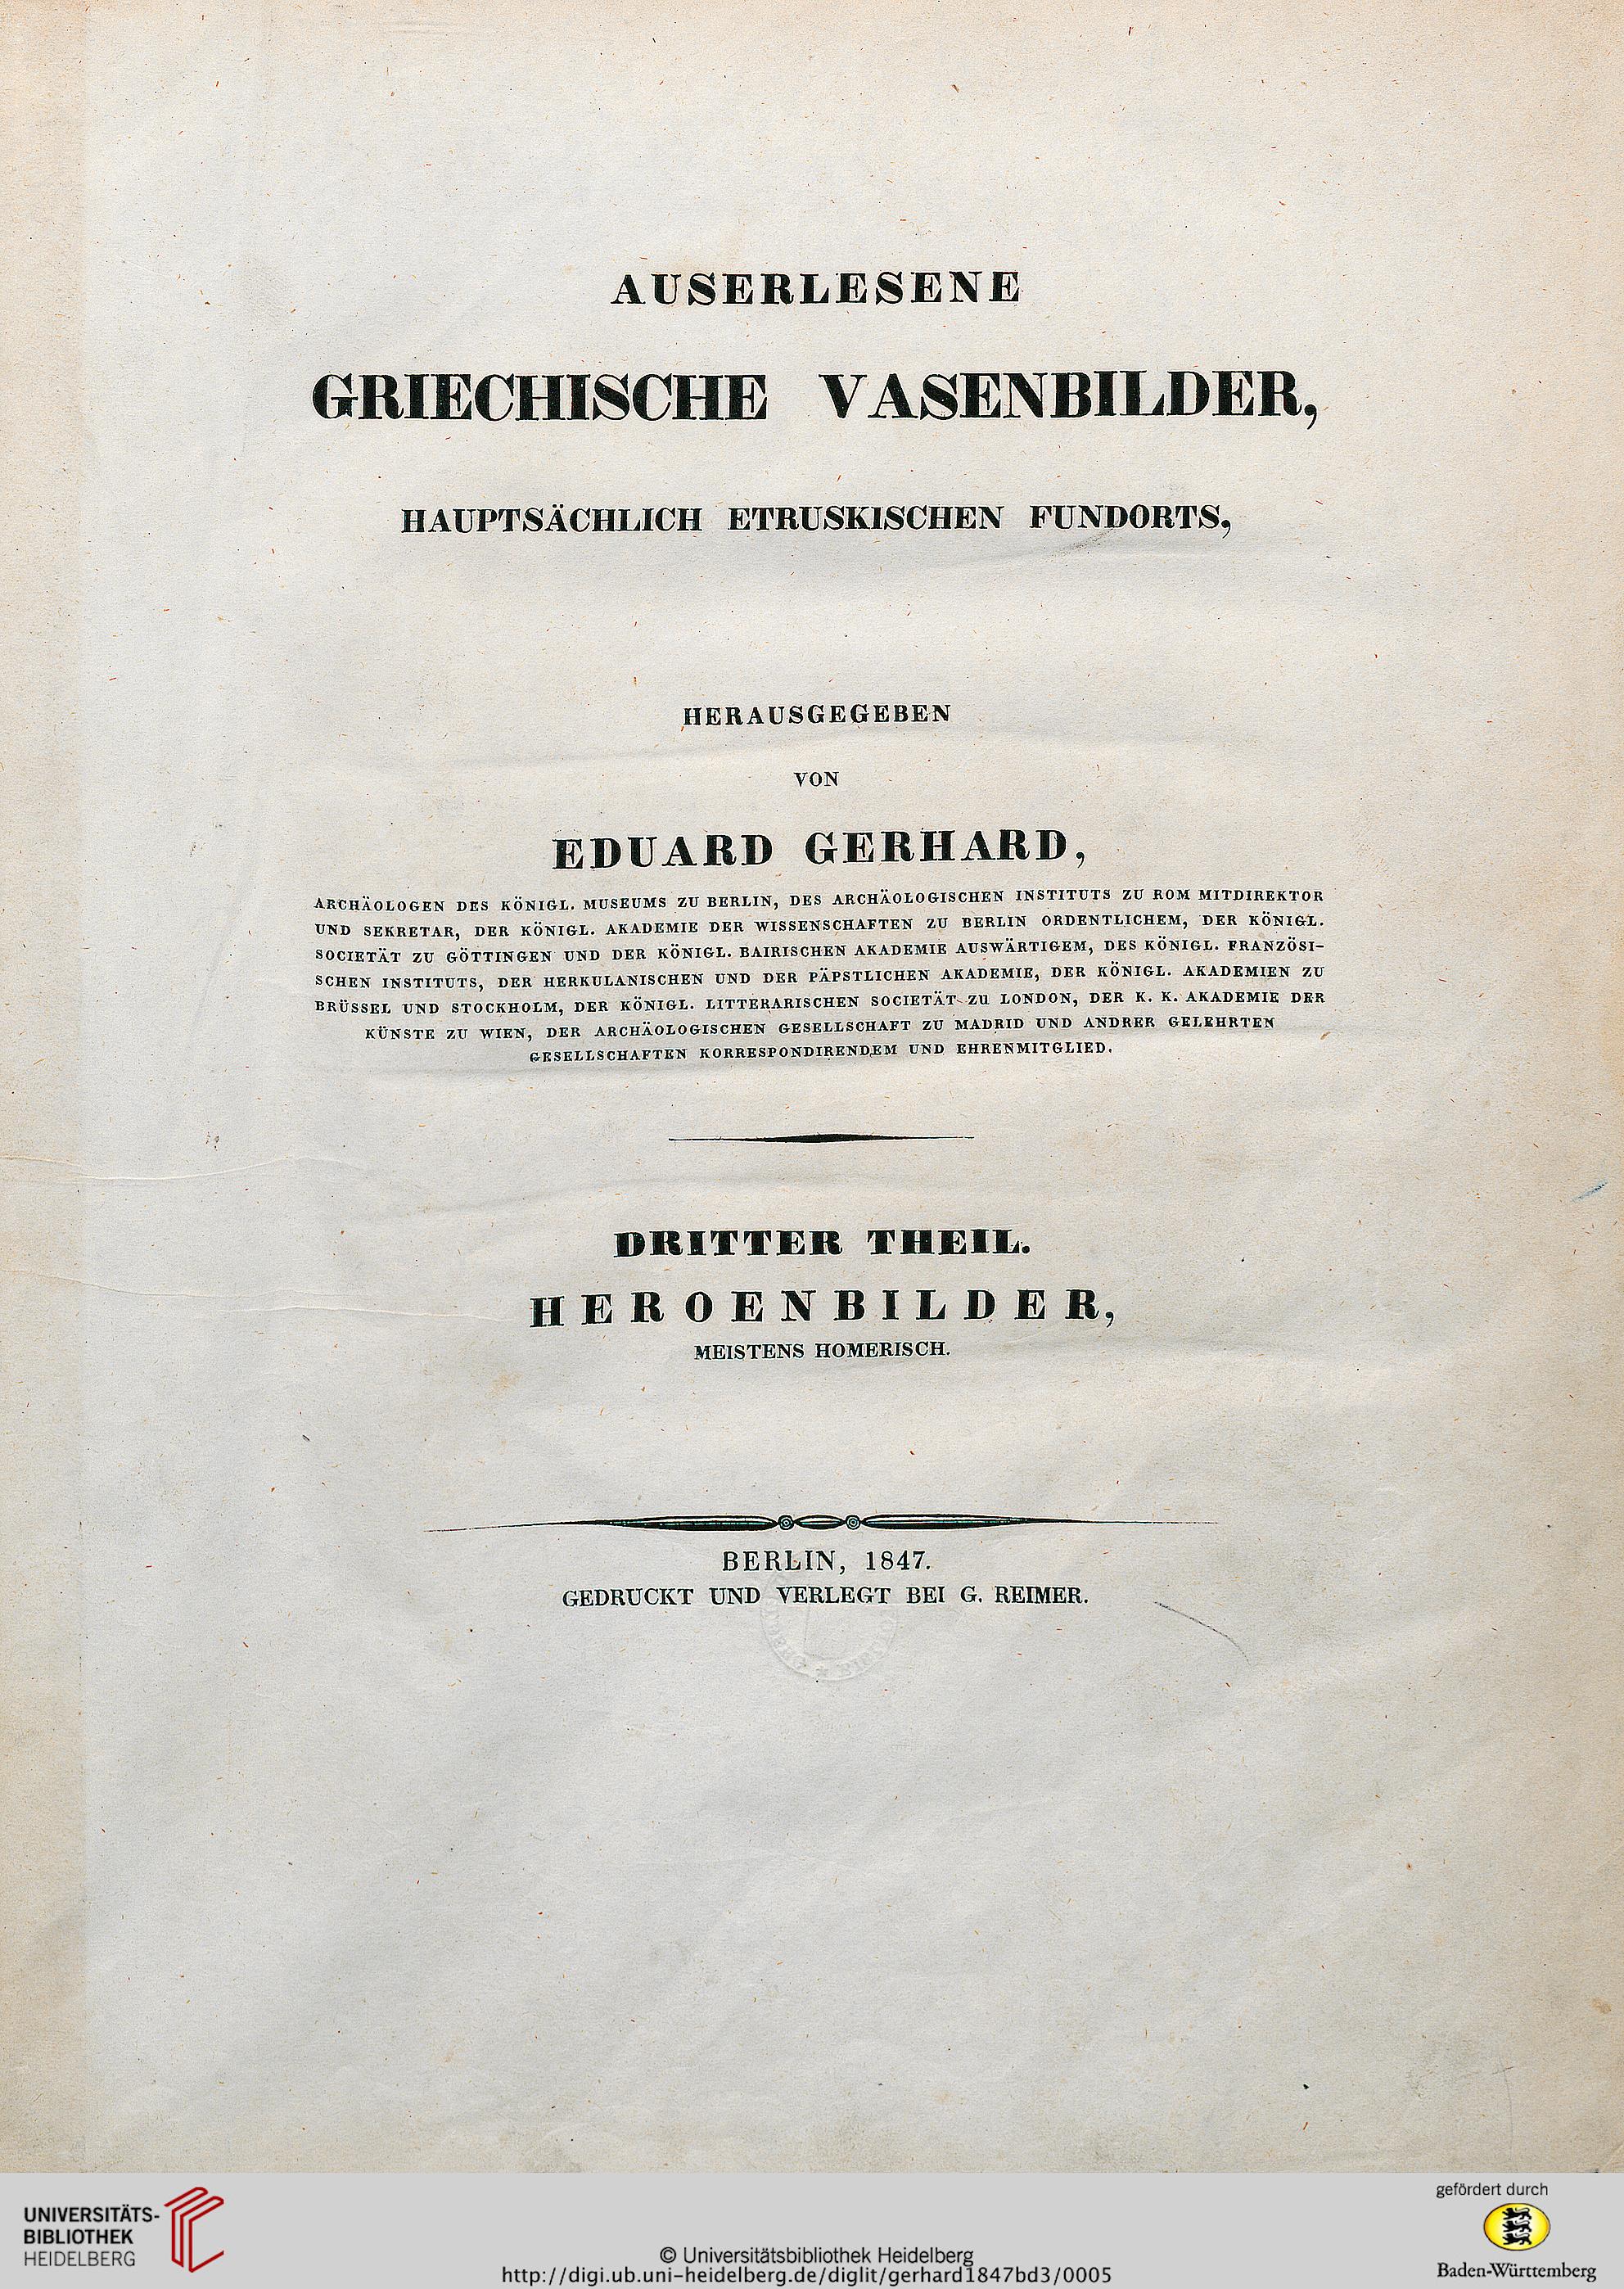 AUSERLESENE
GRIECHISCHE VASENBILDER,
HAUPTSÄCHLICH ETRUSKISCHEN FUNDORTS,
HERAUSGEGEBEN
VON
EDUARD GERHARD,
ARCHÄOLOGEN DES KÖNIGL. MUSEUMS ZU BERLIN, DES ARCHÄOLOGISCHEN INSTITUTS ZU ROM MITDIREKTOR
UND SEKRETAR, DER KÖNIGL. AKADEMIE DER WISSENSCHAFTEN ZU BERLIN ORDENTLICHEM, DER KÖNIGL.
SOCIETÄT ZU GÖTTINGEN UND DER KÖNIGL. BAIRISCHEN AKADEMIE AUSWÄRTIGEM, DES KÖNIGL. FRANZÖSI-
SCHEN INSTITUTS, DER HERKULANISCHEN UND DER PÄPSTLICHEN AKADEMIE, DER KÖNIGL. AKADEMIEN ZU
BRÜSSEL UND STOCKHOLM, DER KÖNIGL. LITTERARISCHEN SOCIETÄT ZU LONDON, DER K. K. AKADEMIE DER
KÜNSTE ZU WIEN, DER ARCHÄOLOGISCHEN GESELLSCHAFT ZU MADRID UND ANDRER GELEHRTEN
GESELLSCHAFTEN KORRESPONDIRENDEM UND EHRENMITGLIED.
DRITTER THEIL.
HEROENBILDER,
MEISTENS HOMERISCH.
BERLIN, 1847.
GEDRUCKT UND VERLEGT BEI G. REIMER.
UNIVERSITÄTS-
BIBLIOTHEK
HEIDELBERG
© Universitätsbibliothek Heidelberg
http://digi.ub.uni-heidelberg.de/diglit/gerhard1847bd3/0005
gefördert durch
Baden-Württemberg